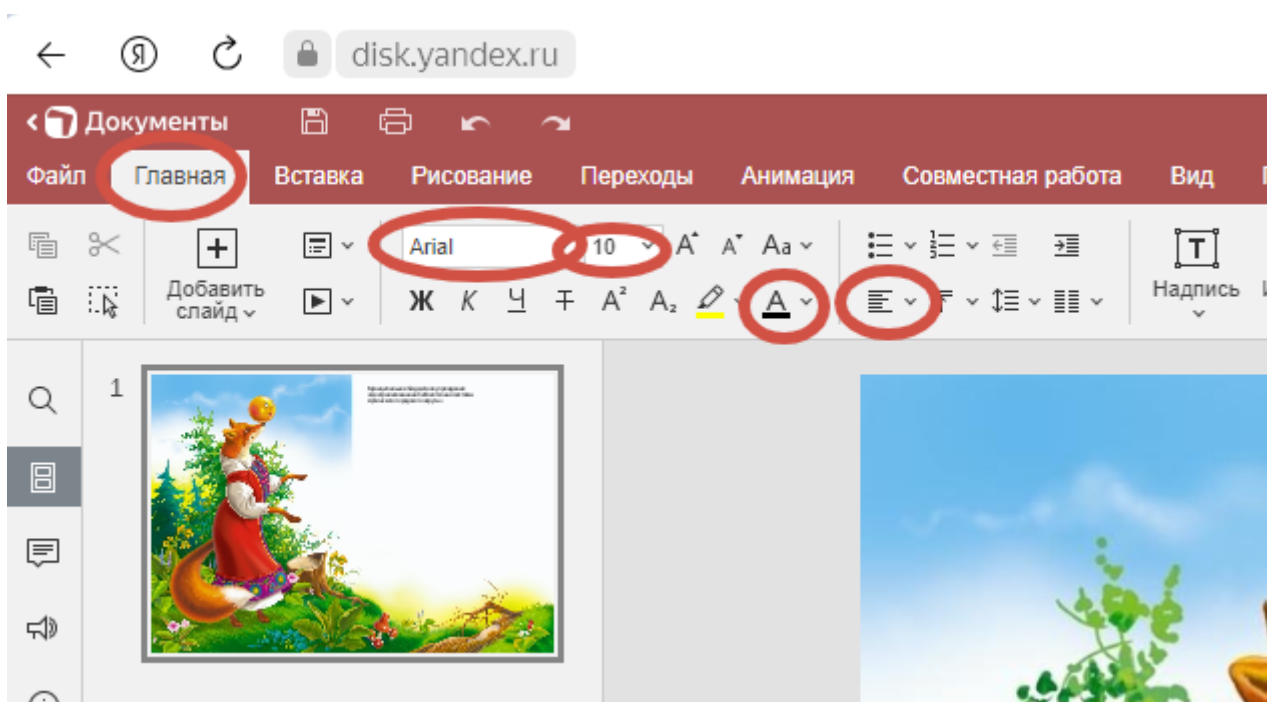 disk.yandex.ru
Документы
Файл Главная Вставка Рисование Переходы Анимация Совместная работа Вид
Arial 10
Добавить
слайд
Ж К Ч Т
Надпись
1